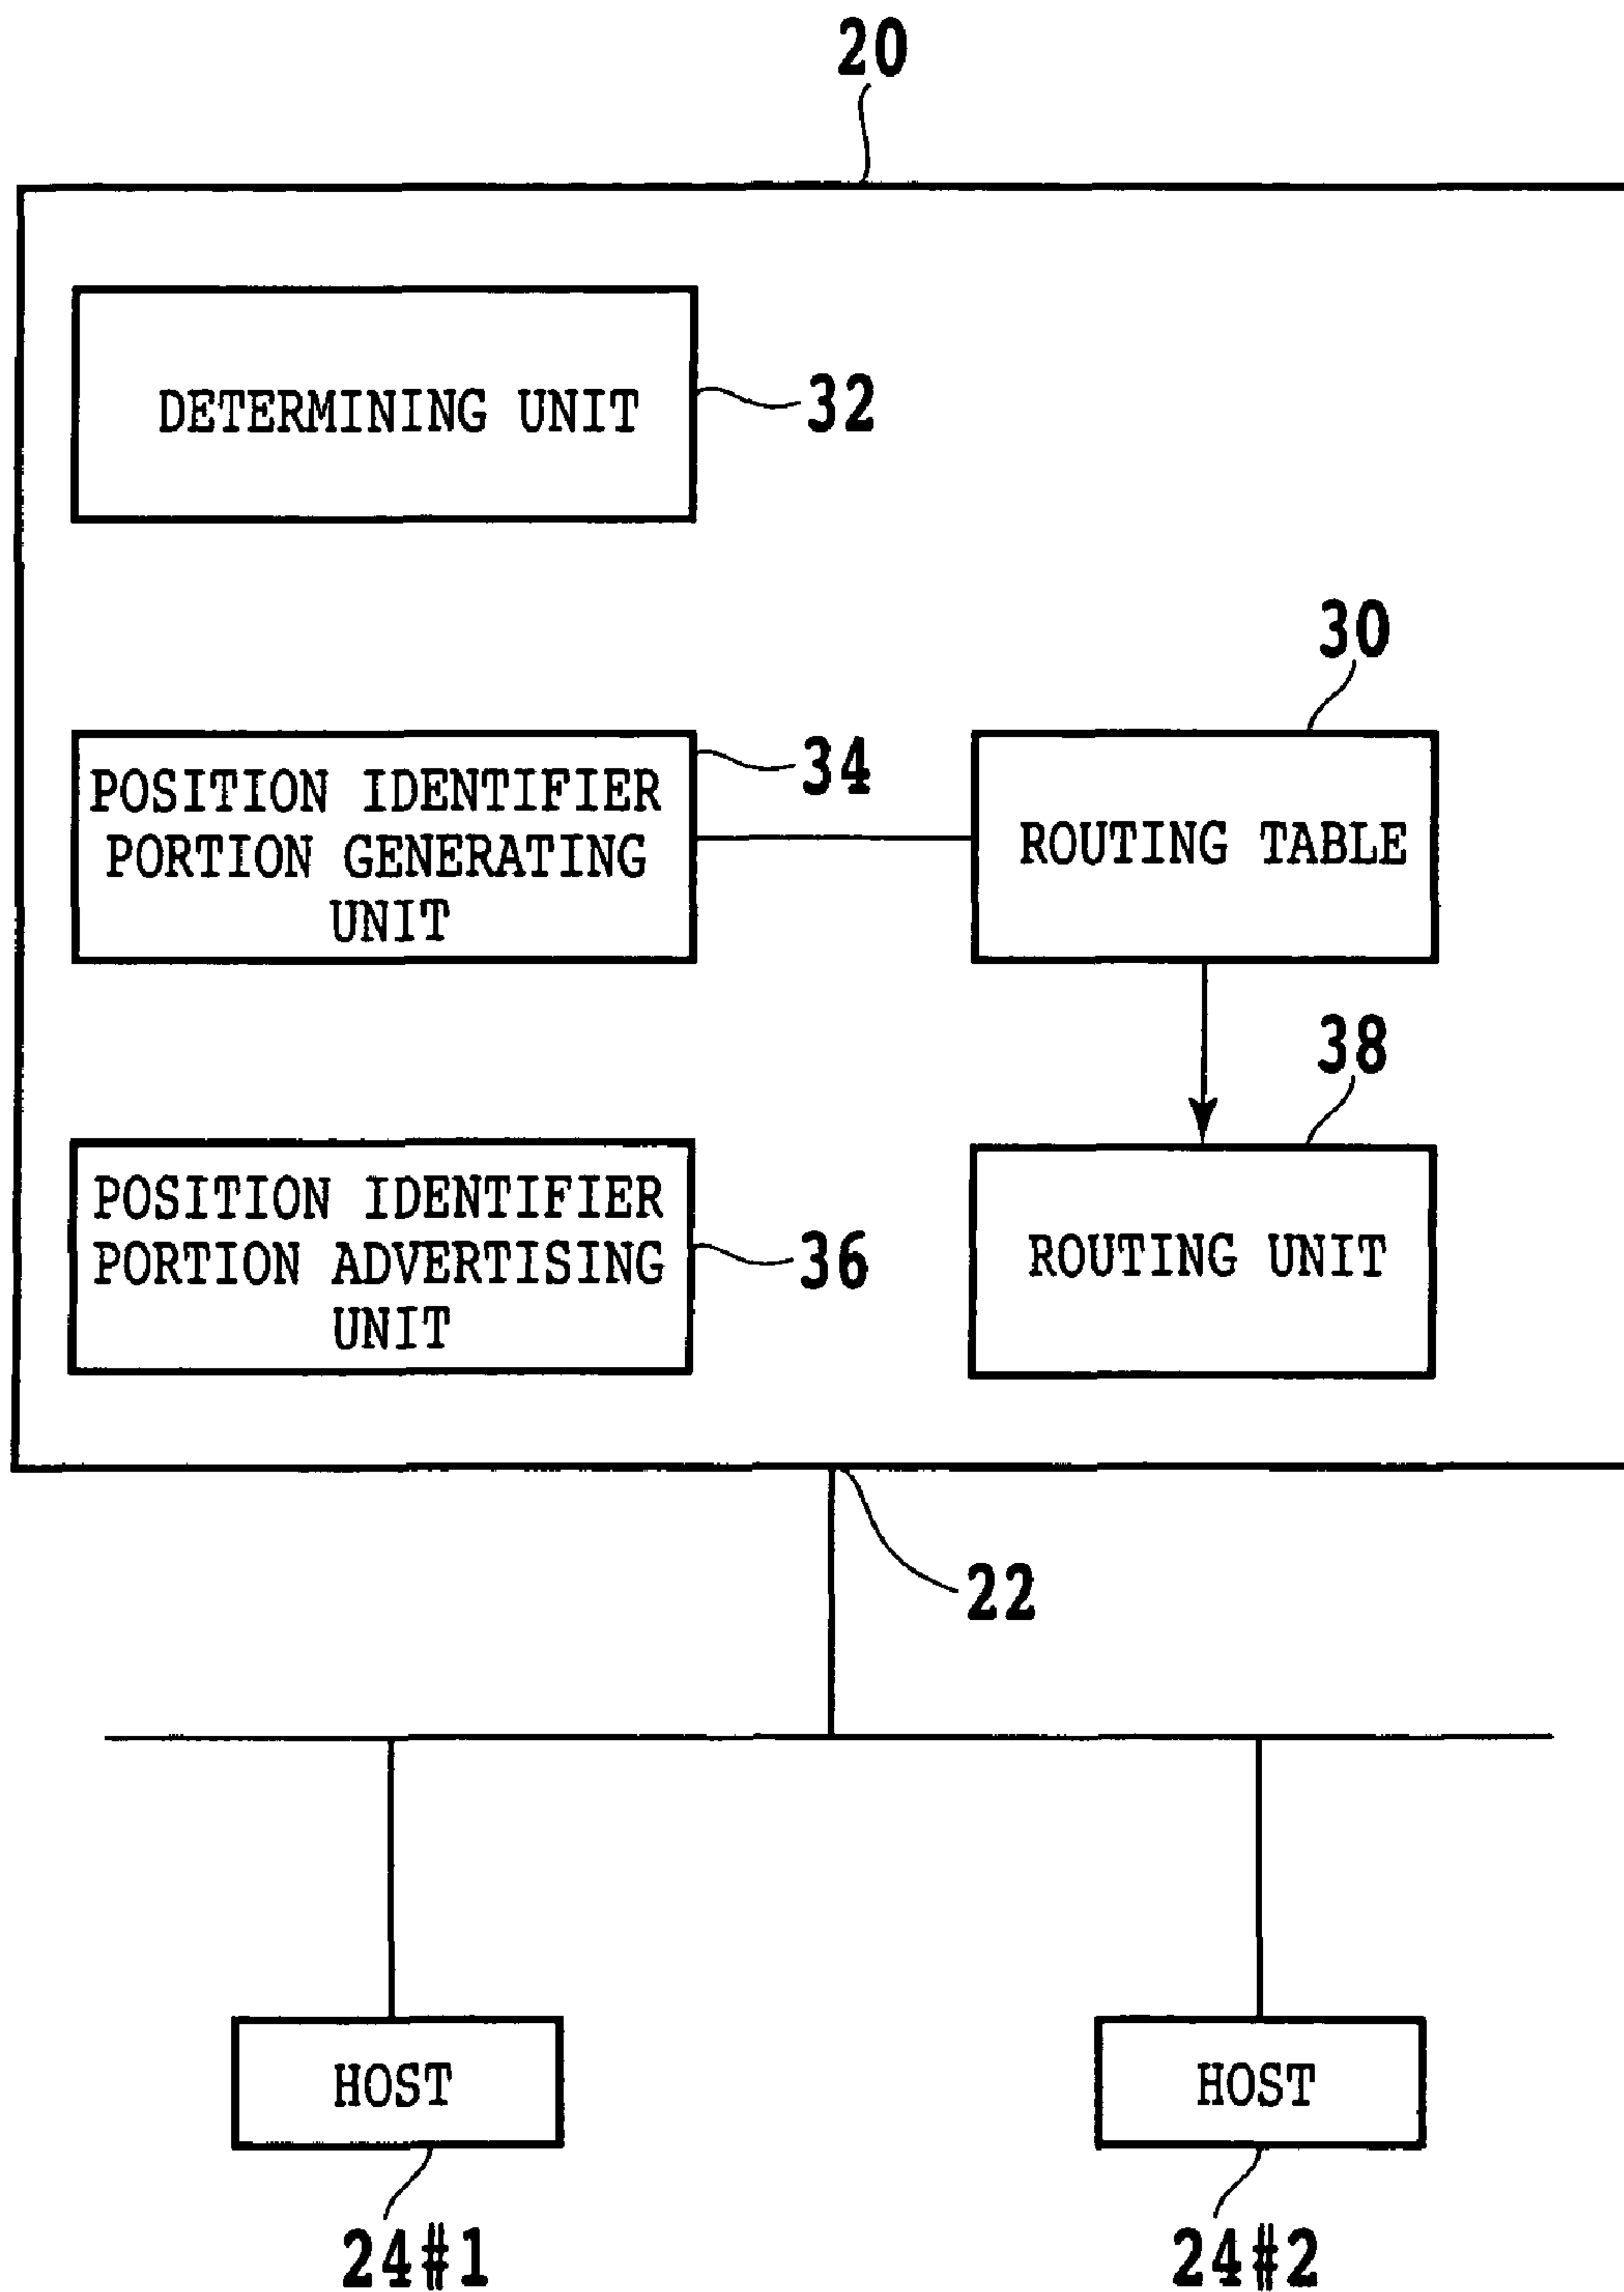 20
DETERMINING UNIT
32
30
POSITION IDENTIFIER
PORTION GENERATING
UNIT
34
ROUTING TABLE
38
POSITION IDENTIFIER
PORTION ADVERTISING
UNIT
36
ROUTING UNIT
22
HOST
HOST
24#1
24#2